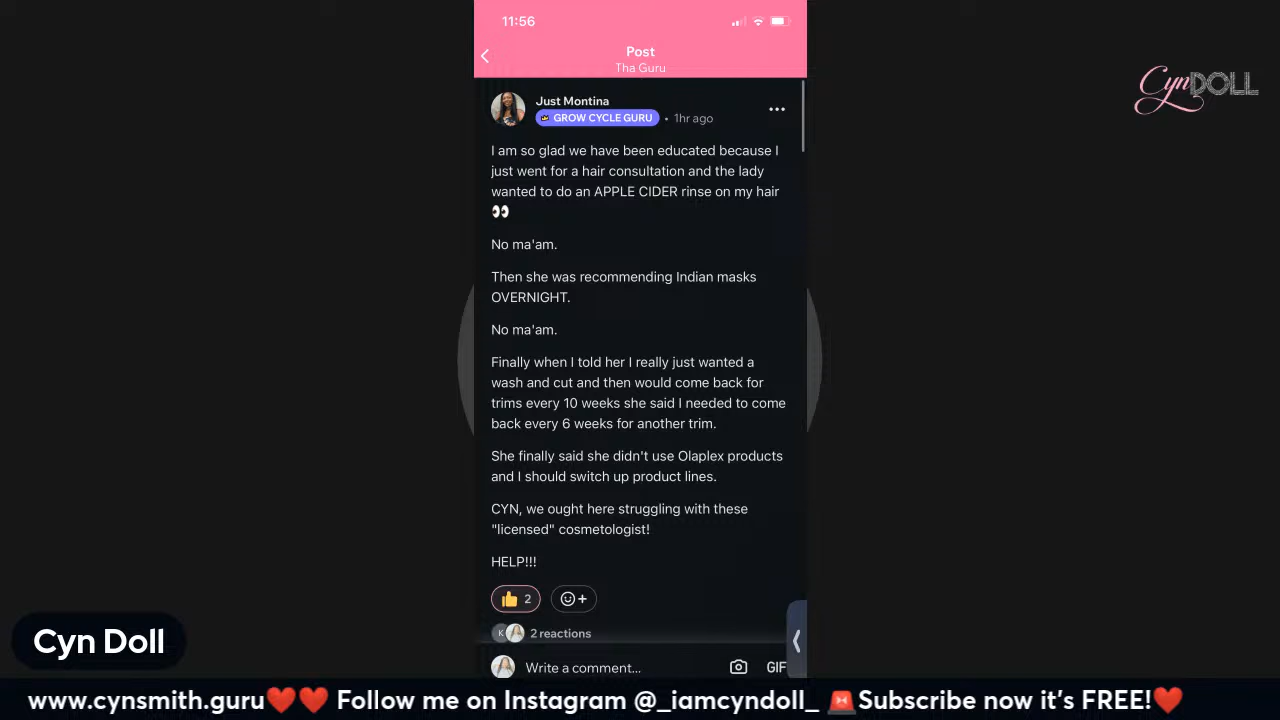 11:56
Post
Tha Guru
CynDOLL
Just Montina
GROW CYCLE GURU • 1hr ago
I am so glad we have been educated because I
just went for a hair consultation and the lady
wanted to do an APPLE CIDER rinse on my hair
👀
No ma'am.
Then she was recommending Indian masks
OVERNIGHT.
No ma'am.
Finally when I told her I really just wanted a
wash and cut and then would come back for
trims every 10 weeks she said I needed to come
back every 6 weeks for another trim.
She finally said she didn't use Olaplex products
and I should switch up product lines.
CYN, we ought here struggling with these
"licensed" cosmetologist!
HELP!!!
👍 2
K 2 reactions
Write a comment... GIF
Cyn Doll
www.cynsmith.guru❤️❤️ Follow me on Instagram @_iamcyndoll_ 🚨Subscribe now it's FREE!❤️